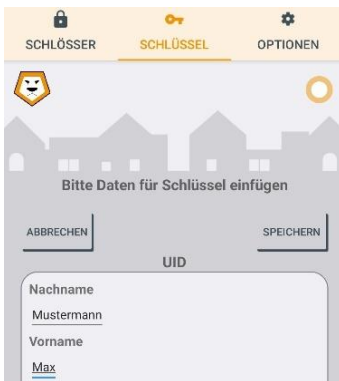 SCHLÖSSER SCHLÜSSEL OPTIONEN
Bitte Daten für Schlüssel einfügen
ABBRECHEN SPEICHERN
UID
Nachname
Mustermann
Vorname
Max